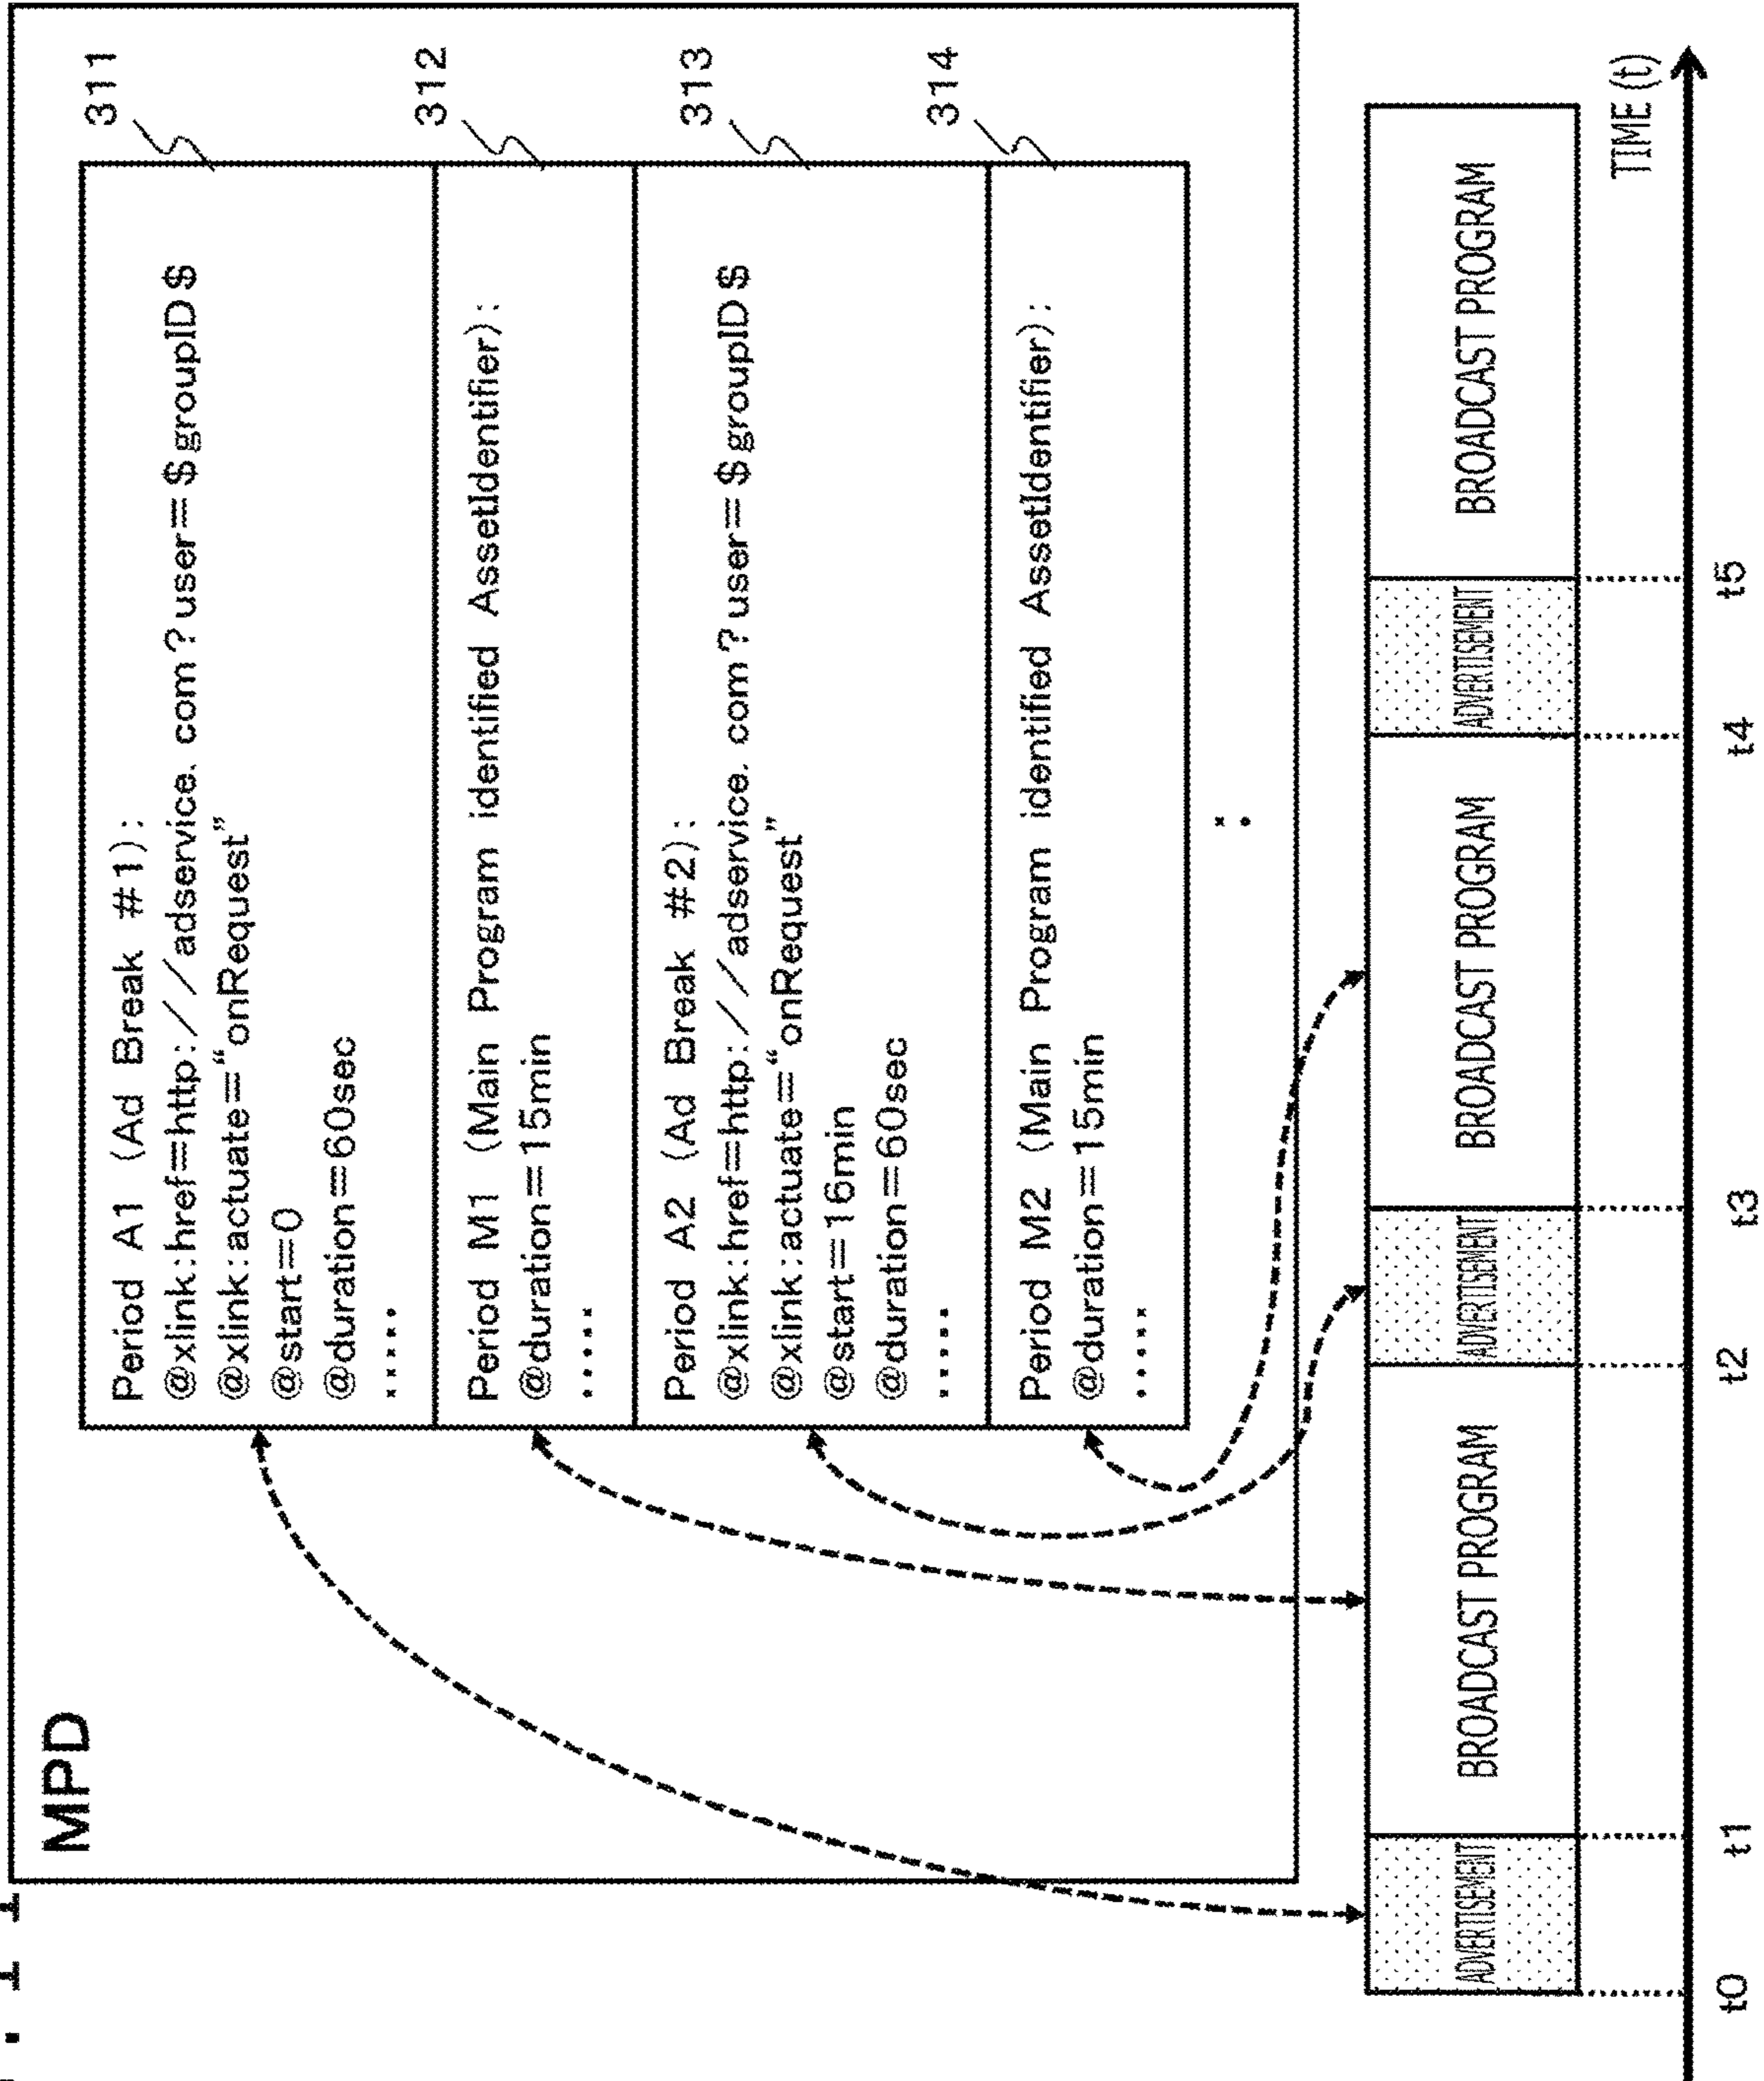 MPD
Period A1 (Ad Break #1):
@xlink:href=http://adservice.com?user=$groupID$
@xlink:actuate=“onRequest”
@start=0
@duration=60sec
.....
311
Period M1 (Main Program identified AssetIdentifier):
@duration=15min
.....
312
Period A2 (Ad Break #2):
@xlink:href=http://adservice.com?user=$groupID$
@xlink:actuate=“onRequest”
@start=16min
@duration=60sec
.....
313
Period M2 (Main Program identified AssetIdentifier):
@duration=15min
.....
314
ADVERTISEMENT
BROADCAST PROGRAM
ADVERTISEMENT
BROADCAST PROGRAM
ADVERTISEMENT
BROADCAST PROGRAM
TIME (t)
t0
t1
t2
t3
t4
t5